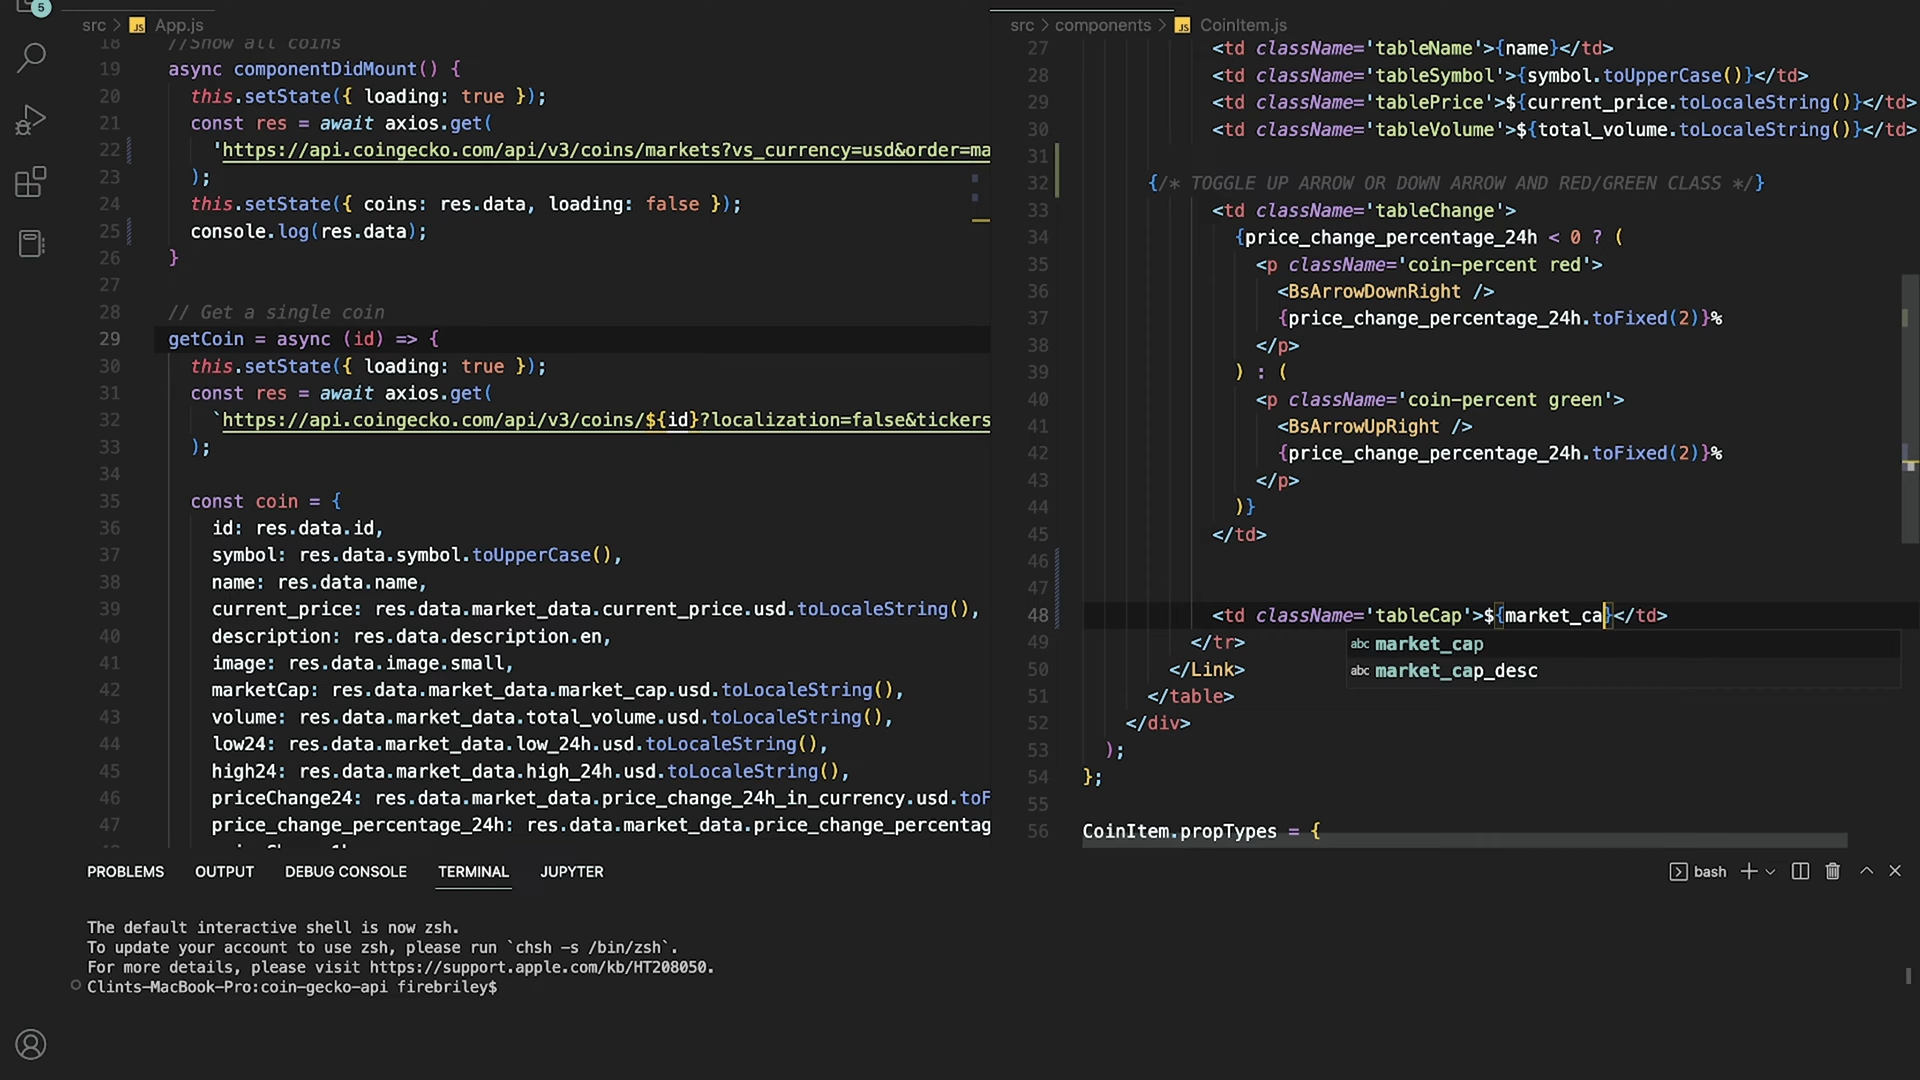 5
src > JS App.js
18 //Show all coins
19 async componentDidMount() {
20 this.setState({ loading: true });
21 const res = await axios.get(
22 'https://api.coingecko.com/api/v3/coins/markets?vs_currency=usd&order=ma
23 );
24 this.setState({ coins: res.data, loading: false });
25 console.log(res.data);
26 }
27
28 // Get a single coin
29 getCoin = async (id) => {
30 this.setState({ loading: true });
31 const res = await axios.get(
32 `https://api.coingecko.com/api/v3/coins/${id}?localization=false&tickers
33 );
34
35 const coin = {
36 id: res.data.id,
37 symbol: res.data.symbol.toUpperCase(),
38 name: res.data.name,
39 current_price: res.data.market_data.current_price.usd.toLocaleString(),
40 description: res.data.description.en,
41 image: res.data.image.small,
42 marketCap: res.data.market_data.market_cap.usd.toLocaleString(),
43 volume: res.data.market_data.total_volume.usd.toLocaleString(),
44 low24: res.data.market_data.low_24h.usd.toLocaleString(),
45 high24: res.data.market_data.high_24h.usd.toLocaleString(),
46 priceChange24: res.data.market_data.price_change_24h_in_currency.usd.toF
47 price_change_percentage_24h: res.data.market_data.price_change_percentag
src > components > JS CoinItem.js
27 <td className='tableName'>{name}</td>
28 <td className='tableSymbol'>{symbol.toUpperCase()}</td>
29 <td className='tablePrice'>${current_price.toLocaleString()}</td>
30 <td className='tableVolume'>${total_volume.toLocaleString()}</td>
31
32 {/* TOGGLE UP ARROW OR DOWN ARROW AND RED/GREEN CLASS */}
33 <td className='tableChange'>
34 {price_change_percentage_24h < 0 ? (
35 <p className='coin-percent red'>
36 <BsArrowDownRight />
37 {price_change_percentage_24h.toFixed(2)}%
38 </p>
39 ) : (
40 <p className='coin-percent green'>
41 <BsArrowUpRight />
42 {price_change_percentage_24h.toFixed(2)}%
43 </p>
44 )}
45 </td>
46
47
48 <td className='tableCap'>${market_ca}</td>
49 </tr>
abc market_cap
50 </Link>
abc market_cap_desc
51 </table>
52 </div>
53 );
54 };
55
56 CoinItem.propTypes = {
PROBLEMS OUTPUT DEBUG CONSOLE TERMINAL JUPYTER
bash
The default interactive shell is now zsh.
To update your account to use zsh, please run `chsh -s /bin/zsh`.
For more details, please visit https://support.apple.com/kb/HT208050.
Clints-MacBook-Pro:coin-gecko-api firebriley$